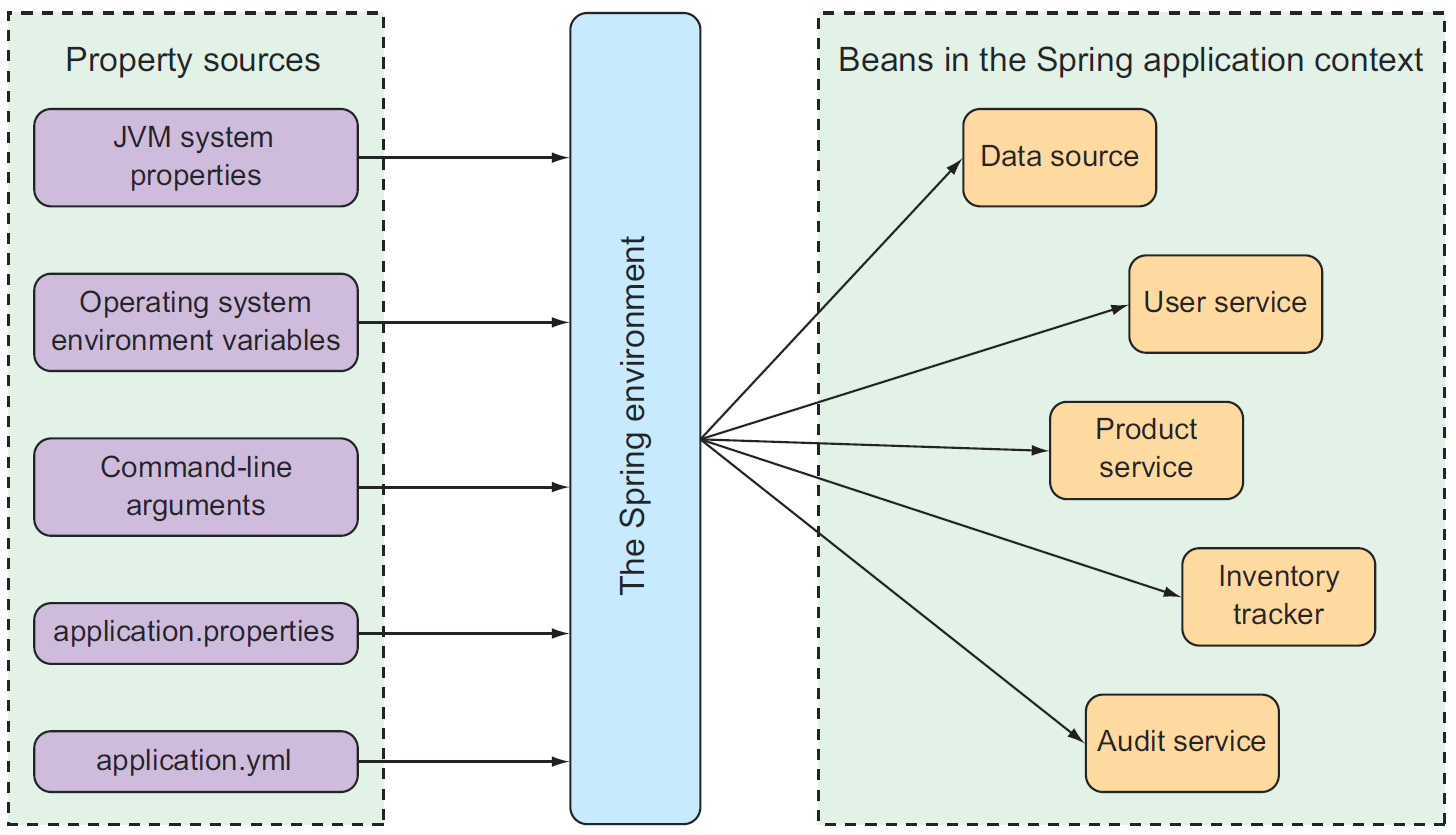 Property sources
JVM system
properties
Operating system
environment variables
Command-line
arguments
application.properties
application.yml
The Spring environment
Beans in the Spring application context
Data source
User service
Product
service
Inventory
tracker
Audit service